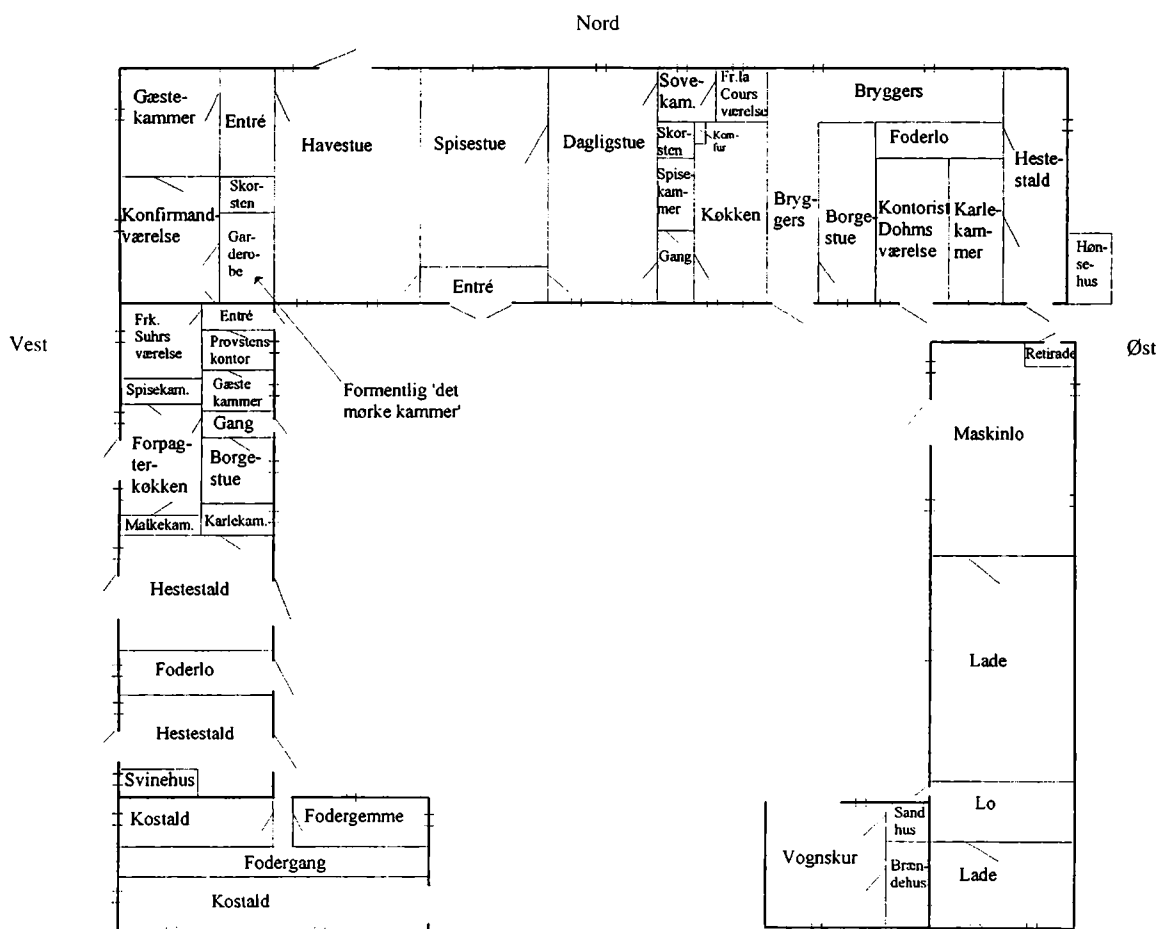 Nord
Vest
Øst
Gæste-
kammer
Entré
Havestue
Spisestue
Dagligstue
Sove-
kam.
Fr.la
Cours
værelse
Bryggers
Skor-
sten
Kom-
fur
Foderlo
Heste-
stald
Konfirmand-
værelse
Skor-
sten
Gar-
dero-
be
Entré
Spise-
kam-
mer
Gang
Køkken
Bryg-
gers
Borge-
stue
Kontorist
Dohms
værelse
Karle-
kam-
mer
Høn-
se-
hus
Frk.
Suhrs
værelse
Entré
Provstens
kontor
Spisekam.
Gæste
kammer
Formentlig 'det
mørke kammer'
Gang
Forpag-
ter-
køkken
Borge-
stue
Malkekam.
Karlekam.
Hestestald
Foderlo
Hestestald
Svinehus
Kostald
Fodergemme
Fodergang
Kostald
Retirade
Maskinlo
Lade
Lo
Sand
hus
Vognskur
Bræn-
dehus
Lade